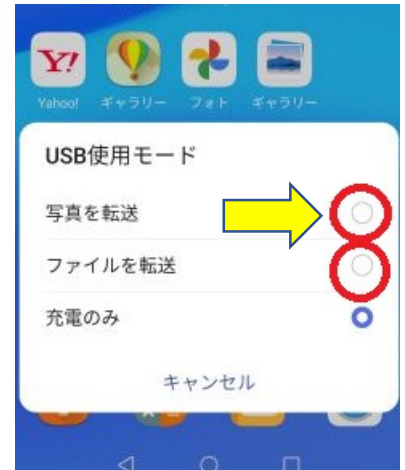 Y!
Yahoo! ギャラリー フォト ギャラリー
USB使用モード
写真を転送
ファイルを転送
充電のみ
キャンセル